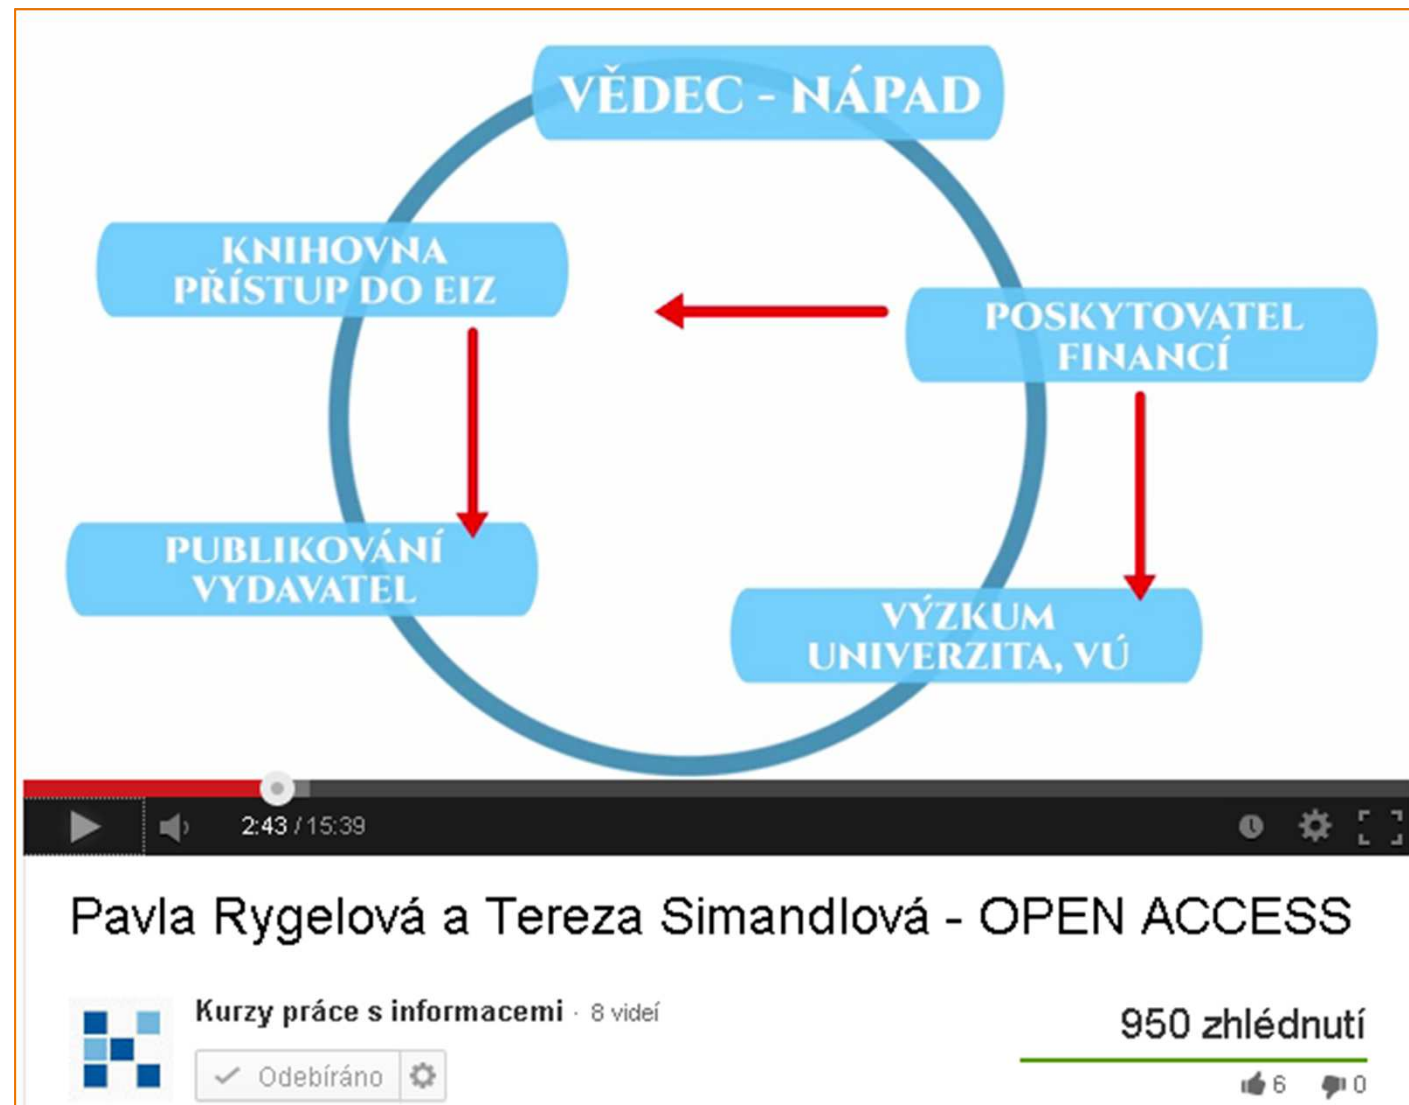 VĚDEC - NÁPAD
KNIHOVNA
PŘÍSTUP DO EIZ
POSKYTOVATEL
FINANCÍ
PUBLIKOVÁNÍ
VYDAVATEL
VÝZKUM
UNIVERZITA, VÚ
2:43 / 15:39
Pavla Rygelová a Tereza Simandlová - OPEN ACCESS
Kurzy práce s informacemi · 8 videí
950 zhlédnutí
Odebíráno
6 0